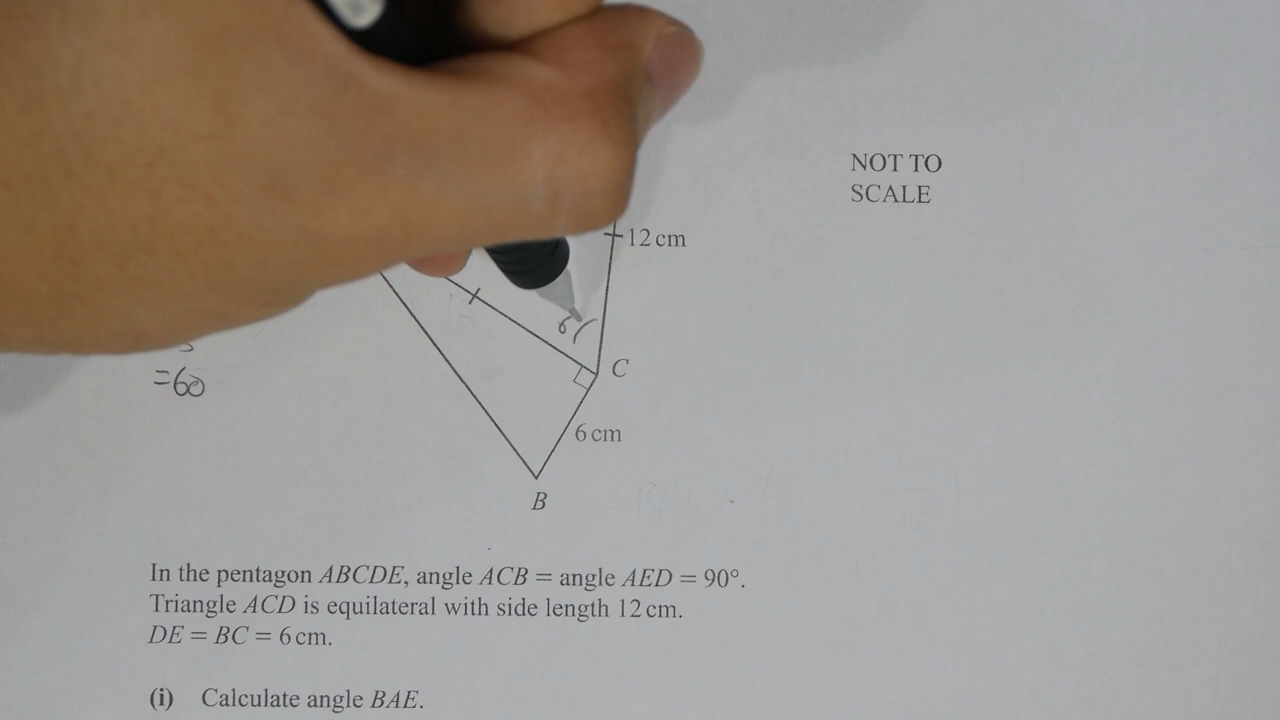 NOT TO
SCALE
12 cm
6
C
=60
6 cm
B
In the pentagon ABCDE, angle ACB = angle AED = 90°.
Triangle ACD is equilateral with side length 12 cm.
DE = BC = 6 cm.
(i) Calculate angle BAE.